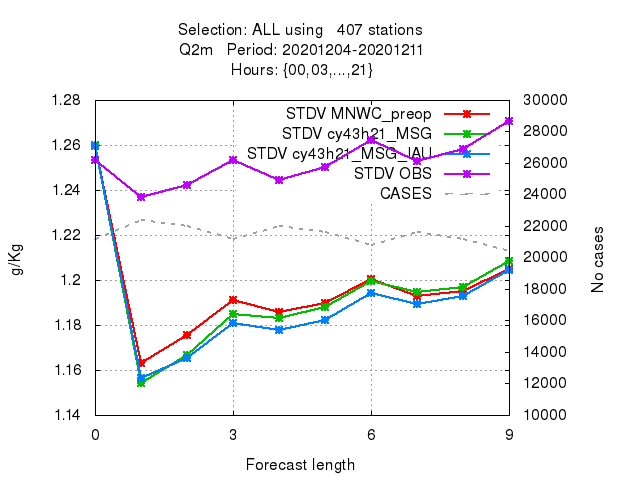 Selection: ALL using   407 stations
Q2m   Period: 20201204-20201211
Hours: {00,03,...,21}
1.28
1.26
1.24
1.22
1.2
1.18
1.16
1.14
g/Kg
STDV MNWC_preop
STDV cy43h21_MSG
STDV cy43h21_MSG_IAU
STDV OBS
CASES
30000
28000
26000
24000
22000
20000
18000
16000
14000
12000
10000
No cases
0 3 6 9
Forecast length